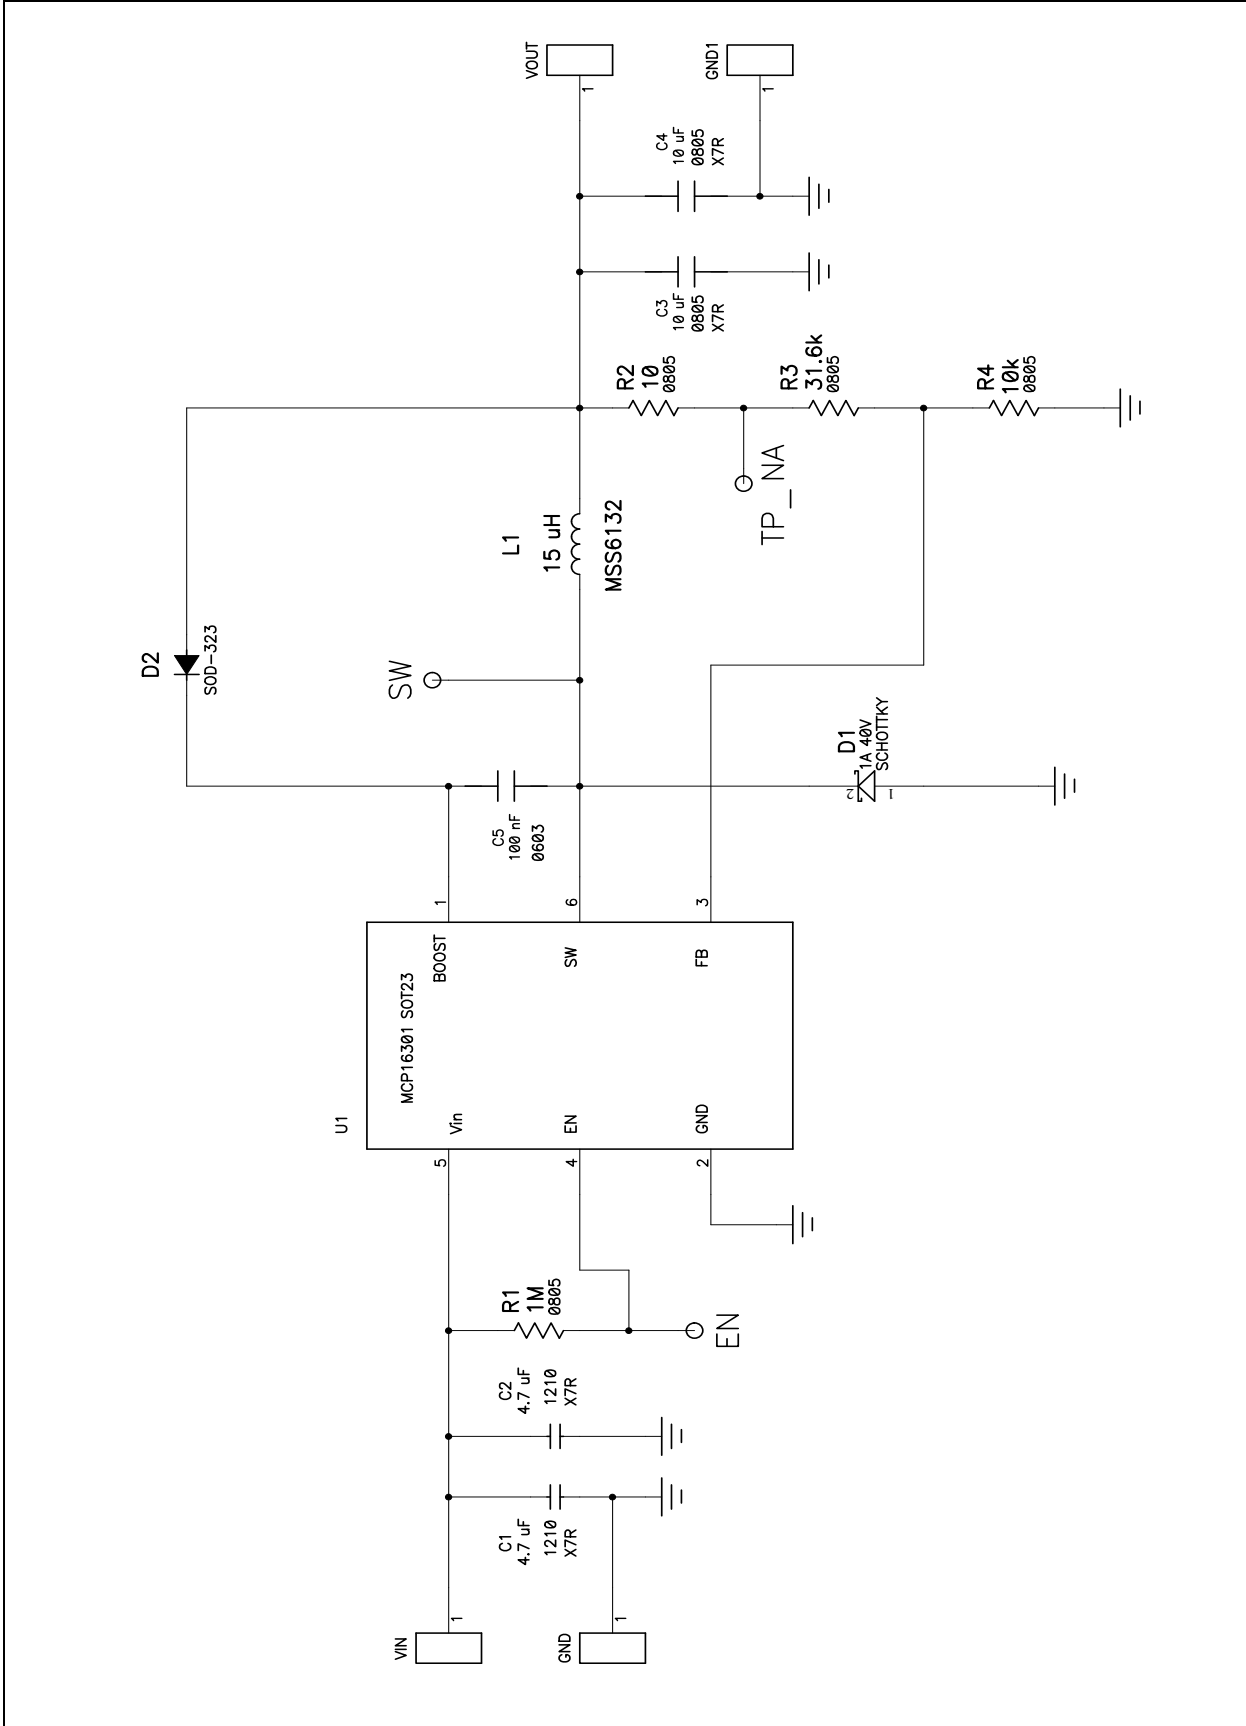 VIN
1
GND
1
C1
4.7 uF
1210
X7R
C2
4.7 uF
1210
X7R
R1
1M
0805
EN
U1
MCP16301 SOT23
5
Vin
4
EN
2
GND
BOOST
1
SW
6
FB
3
C5
100 nF
0603
D2
SOD-323
SW
D1
1A 40V
SCHOTTKY
2
1
L1
15 uH
MSS6132
TP_NA
R2
10
0805
R3
31.6k
0805
R4
10k
0805
C3
10 uF
0805
X7R
C4
10 uF
0805
X7R
VOUT
1
GND1
1